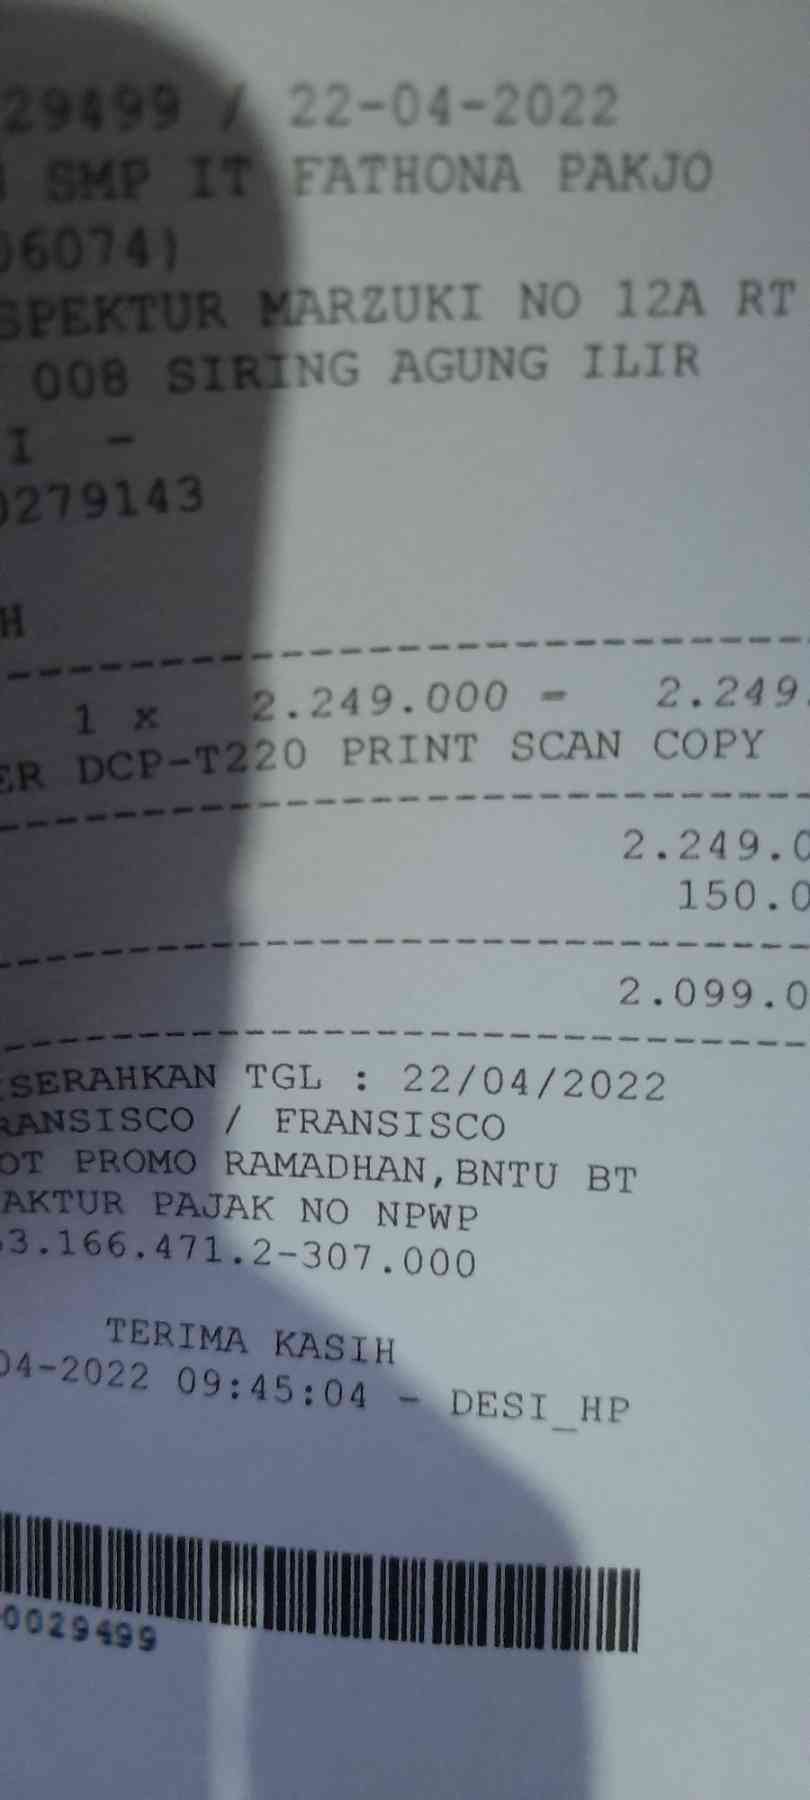 29499 / 22-04-2022
SMP IT FATHONA PAKJO
06074)
SPEKTUR MARZUKI NO 12A RT
008 SIRING AGUNG ILIR
I -
0279143
H
1 x 2.249.000 = 2.249.
ER DCP-T220 PRINT SCAN COPY
2.249.0
150.0
2.099.0
SERAHKAN TGL : 22/04/2022
RANSISCO / FRANSISCO
OT PROMO RAMADHAN,BNTU BT
AKTUR PAJAK NO NPWP
3.166.471.2-307.000
TERIMA KASIH
04-2022 09:45:04 - DESI_HP
0029499